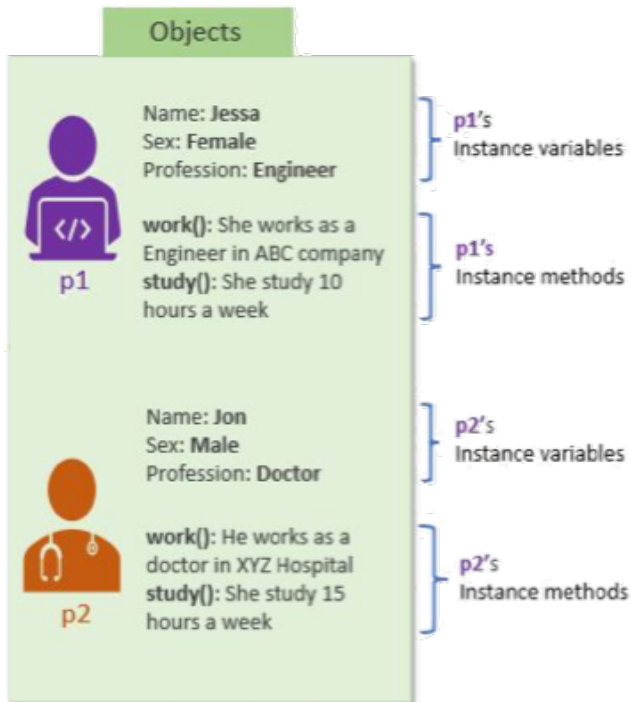 Objects
Name: Jessa
Sex: Female
Profession: Engineer
p1's
Instance variables
</>
p1
work(): She works as a
Engineer in ABC company
study(): She study 10
hours a week
p1's
Instance methods
Name: Jon
Sex: Male
Profession: Doctor
p2's
Instance variables
p2
work(): He works as a
doctor in XYZ Hospital
study(): She study 15
hours a week
p2's
Instance methods